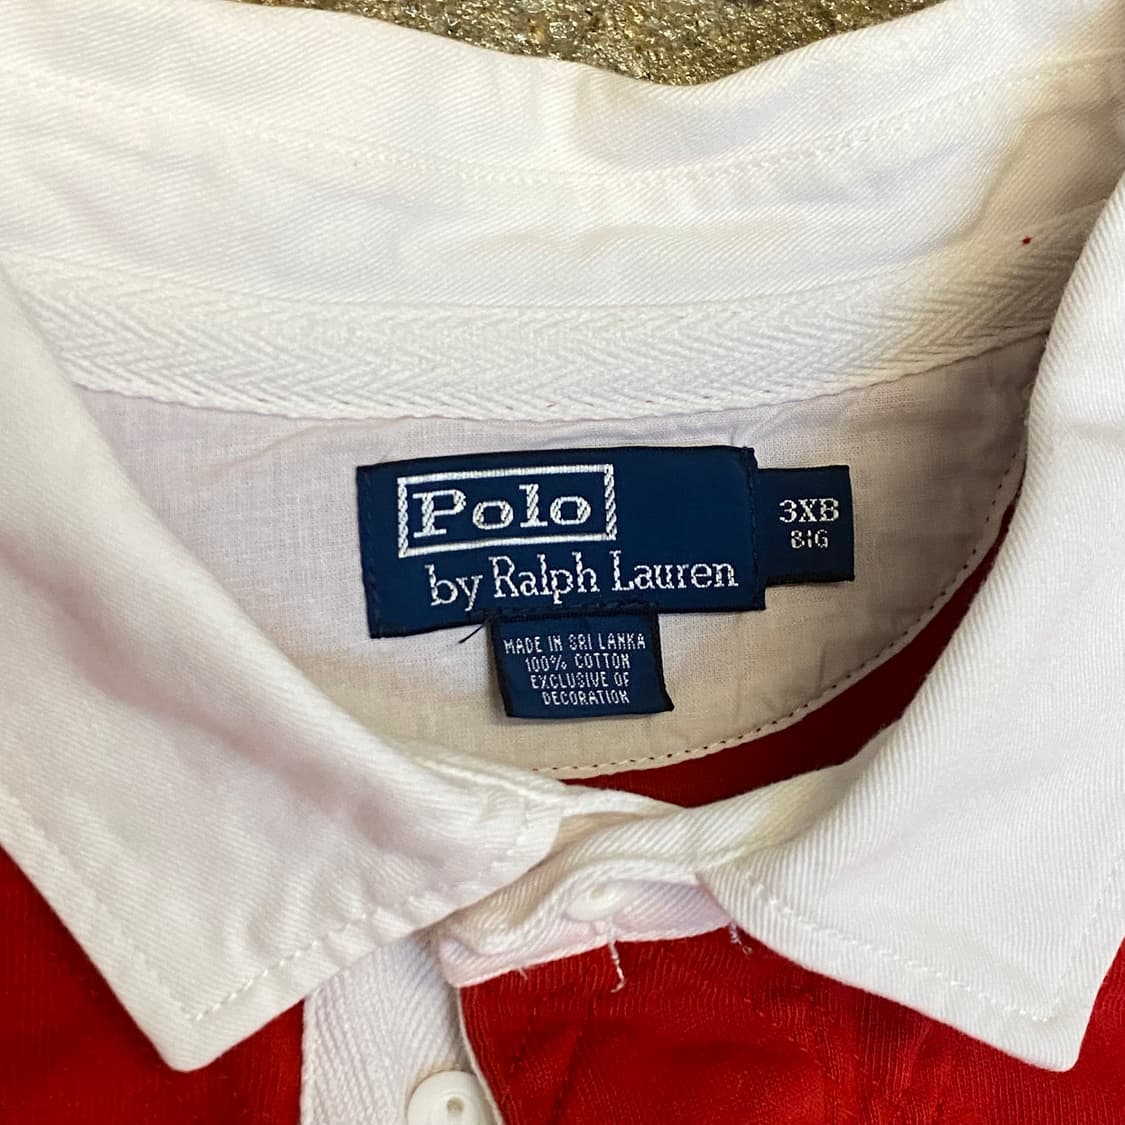 Polo
by Ralph Lauren
3XB
BIG
MADE IN SRI LANKA
100% COTTON
EXCLUSIVE OF
DECORATION